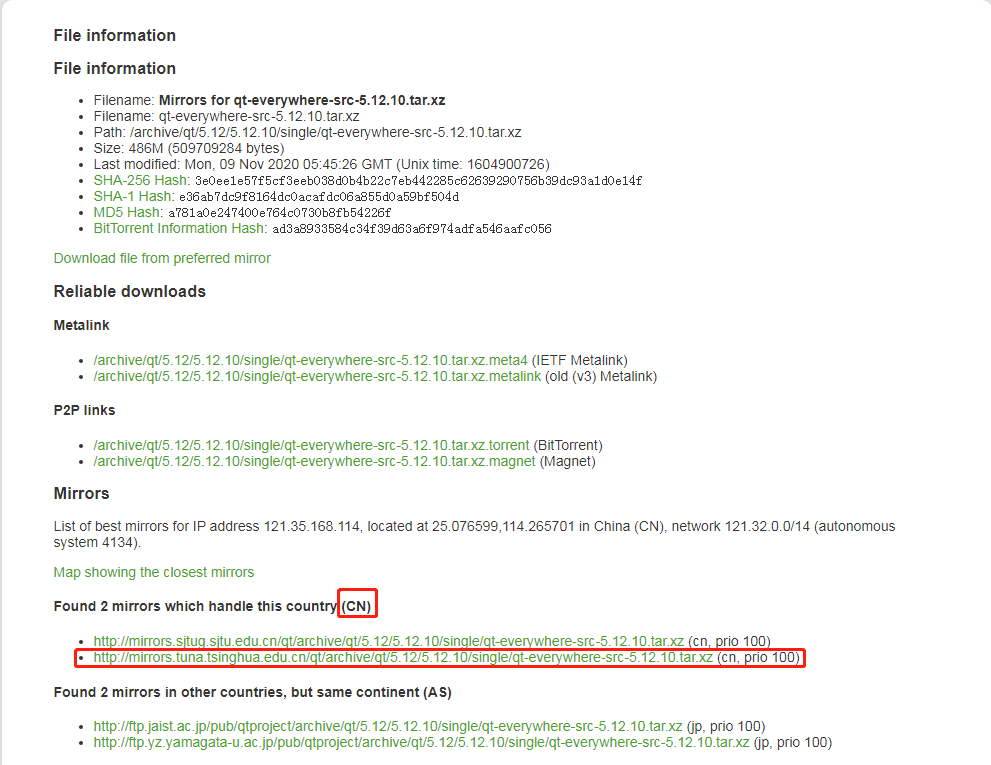 File information
File information
Filename: Mirrors for qt-everywhere-src-5.12.10.tar.xz
Filename: qt-everywhere-src-5.12.10.tar.xz
Path: /archive/qt/5.12/5.12.10/single/qt-everywhere-src-5.12.10.tar.xz
Size: 486M (509709284 bytes)
Last modified: Mon, 09 Nov 2020 05:45:26 GMT (Unix time: 1604900726)
SHA-256 Hash: 3e0ee1e57f5cf3eeb038d0b4b22c7eb442285c62639290756b39dc93a1d0e14f
SHA-1 Hash: e36ab7dc9f8164dc0acafdc06a855d0a59bf504d
MD5 Hash: a781a0e247400e764c0730b8fb54226f
BitTorrent Information Hash: ad3a8933584c34f39d63a6f974adfa546aafc056
Download file from preferred mirror
Reliable downloads
Metalink
/archive/qt/5.12/5.12.10/single/qt-everywhere-src-5.12.10.tar.xz.meta4 (IETF Metalink)
/archive/qt/5.12/5.12.10/single/qt-everywhere-src-5.12.10.tar.xz.metalink (old (v3) Metalink)
P2P links
/archive/qt/5.12/5.12.10/single/qt-everywhere-src-5.12.10.tar.xz.torrent (BitTorrent)
/archive/qt/5.12/5.12.10/single/qt-everywhere-src-5.12.10.tar.xz.magnet (Magnet)
Mirrors
List of best mirrors for IP address 121.35.168.114, located at 25.076599,114.265701 in China (CN), network 121.32.0.0/14 (autonomous
system 4134).
Map showing the closest mirrors
Found 2 mirrors which handle this country (CN)
http://mirrors.sjtug.sjtu.edu.cn/qt/archive/qt/5.12/5.12.10/single/qt-everywhere-src-5.12.10.tar.xz (cn, prio 100)
http://mirrors.tuna.tsinghua.edu.cn/qt/archive/qt/5.12/5.12.10/single/qt-everywhere-src-5.12.10.tar.xz (cn, prio 100)
Found 2 mirrors in other countries, but same continent (AS)
http://ftp.jaist.ac.jp/pub/qtproject/archive/qt/5.12/5.12.10/single/qt-everywhere-src-5.12.10.tar.xz (jp, prio 100)
http://ftp.yz.yamagata-u.ac.jp/pub/qtproject/archive/qt/5.12/5.12.10/single/qt-everywhere-src-5.12.10.tar.xz (jp, prio 100)